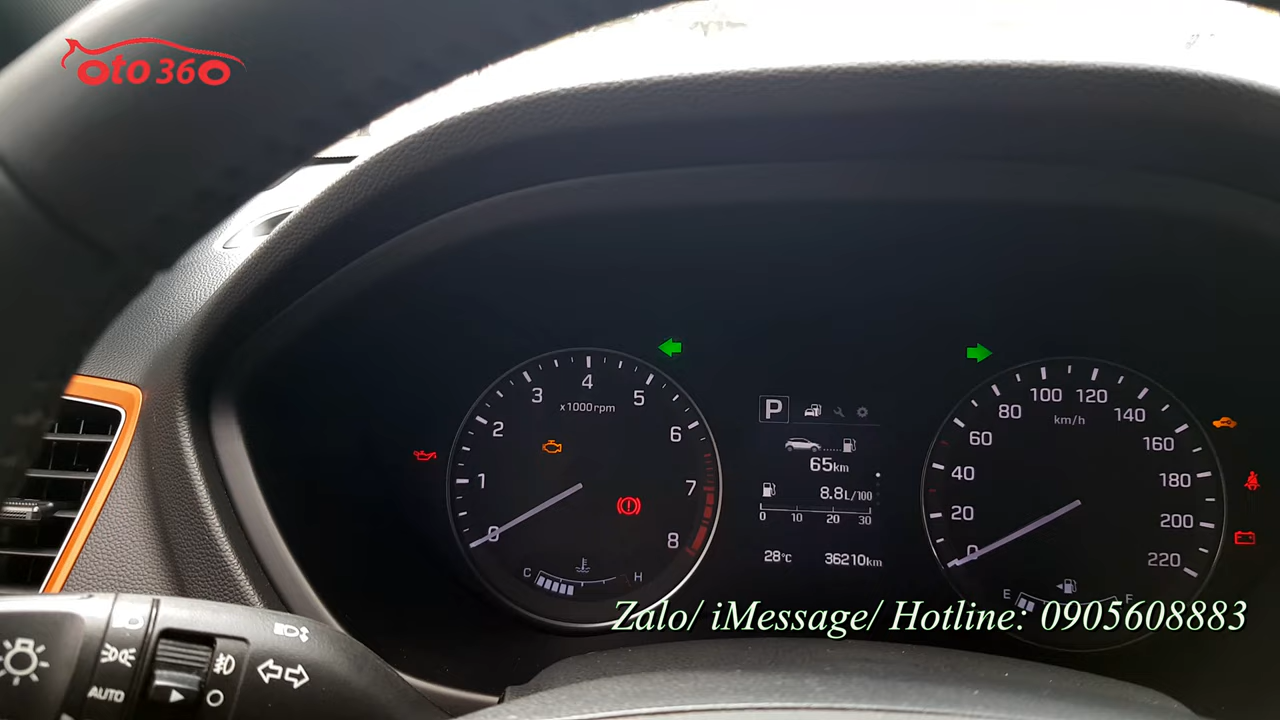 oto 360
0 1 2 3 4 5 6 7 8
x1000rpm
C H
P
65km
8.8L/100
0 10 20 30
28°C 36210km
0 20 40 60 80 100 120 140 160 180 200 220
km/h
E F
Zalo/ iMessage/ Hotline: 0905608883
AUTO